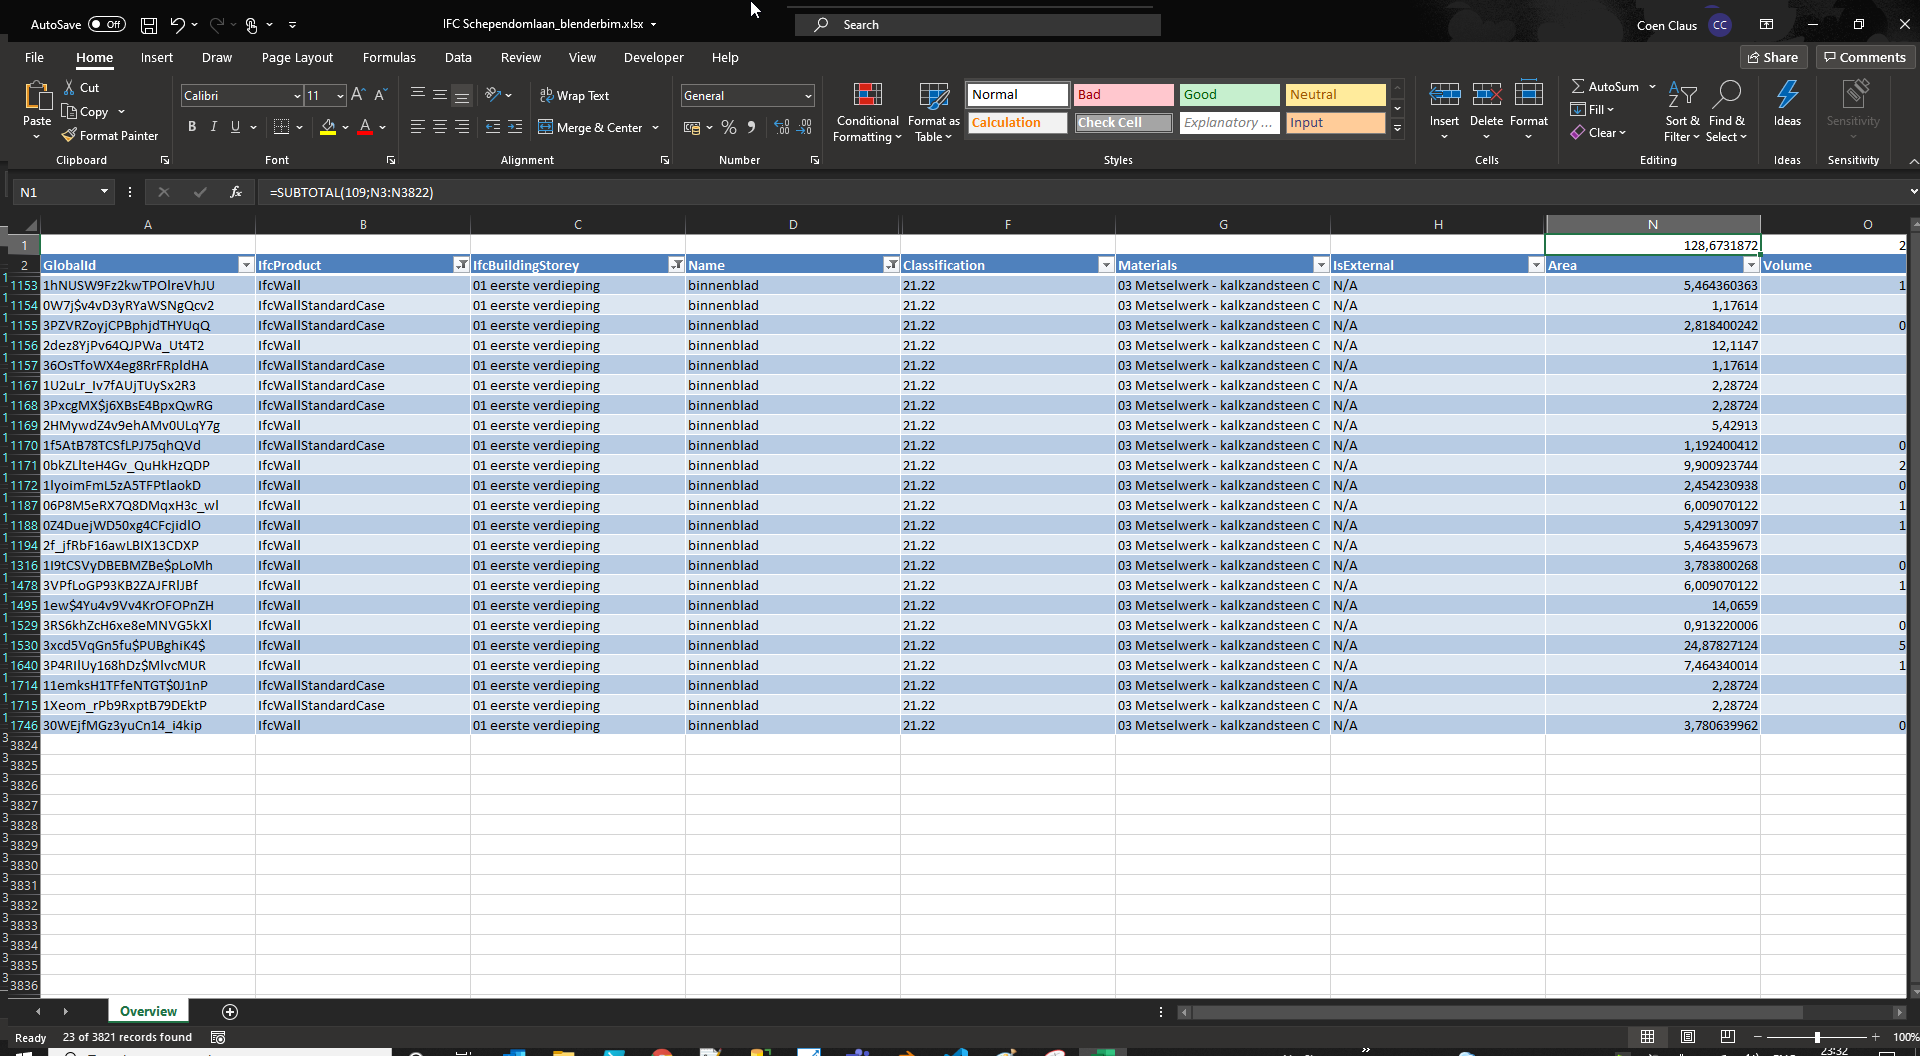 AutoSave Off IFC Schependomlaan_blenderbim.xlsx Search Coen Claus CC
File Home Insert Draw Page Layout Formulas Data Review View Developer Help Share Comments
Paste Cut Copy Format Painter Clipboard
Calibri 11 B I U A A A Font
Wrap Text Merge & Center Alignment
General % Number
Conditional Formatting Format as Table
Normal Bad Good Neutral
Calculation Check Cell Explanatory ... Input
Styles
Insert Delete Format Cells
AutoSum Fill Clear Sort & Filter Find & Select Editing
Ideas Ideas
Sensitivity Sensitivity
N1 fx =SUBTOTAL(109;N3:N3822)
A B C D F G H N O
1 128,6731872 2
2 GlobalId IfcProduct IfcBuildingStorey Name Classification Materials IsExternal Area Volume
1153 1hNUSW9Fz2kwTPOlreVhJU IfcWall 01 eerste verdieping binnenblad 21.22 03 Metselwerk - kalkzandsteen C N/A 5,464360363 1
1154 0W7j$v4vD3yRYaWSNgQcv2 IfcWallStandardCase 01 eerste verdieping binnenblad 21.22 03 Metselwerk - kalkzandsteen C N/A 1,17614
1155 3PZVRZoyjCPBphjdTHYUqQ IfcWallStandardCase 01 eerste verdieping binnenblad 21.22 03 Metselwerk - kalkzandsteen C N/A 2,818400242 0
1156 2dez8YjPv64QJPWa_Ut4T2 IfcWall 01 eerste verdieping binnenblad 21.22 03 Metselwerk - kalkzandsteen C N/A 12,1147
1157 36OsTfoWX4eg8RrFRpldHA IfcWallStandardCase 01 eerste verdieping binnenblad 21.22 03 Metselwerk - kalkzandsteen C N/A 1,17614
1167 1U2uLr_Iv7fAUjTUySx2R3 IfcWallStandardCase 01 eerste verdieping binnenblad 21.22 03 Metselwerk - kalkzandsteen C N/A 2,28724
1168 3PxcgMX$j6XBsE4BpxQwRG IfcWallStandardCase 01 eerste verdieping binnenblad 21.22 03 Metselwerk - kalkzandsteen C N/A 2,28724
1169 2HMywdZ4v9ehAMv0ULqY7g IfcWall 01 eerste verdieping binnenblad 21.22 03 Metselwerk - kalkzandsteen C N/A 5,42913
1170 1f5AtB78TCSfLPJ75qhQVd IfcWallStandardCase 01 eerste verdieping binnenblad 21.22 03 Metselwerk - kalkzandsteen C N/A 1,192400412 0
1171 0bkZLlteH4Gv_QuHkHzQDP IfcWall 01 eerste verdieping binnenblad 21.22 03 Metselwerk - kalkzandsteen C N/A 9,900923744 2
1172 1lyoimFmL5zA5TFPtIaokD IfcWall 01 eerste verdieping binnenblad 21.22 03 Metselwerk - kalkzandsteen C N/A 2,454230938 0
1187 06P8M5eRX7Q8DMqxH3c_wl IfcWall 01 eerste verdieping binnenblad 21.22 03 Metselwerk - kalkzandsteen C N/A 6,009070122 1
1188 0Z4DuejWD50xg4CFcjidlO IfcWall 01 eerste verdieping binnenblad 21.22 03 Metselwerk - kalkzandsteen C N/A 5,429130097 1
1194 2f_jfRbF16awLBIX13CDXP IfcWall 01 eerste verdieping binnenblad 21.22 03 Metselwerk - kalkzandsteen C N/A 5,464359673
1316 1I9tCSVyDBEBMZBe$pLoMh IfcWall 01 eerste verdieping binnenblad 21.22 03 Metselwerk - kalkzandsteen C N/A 3,783800268 0
1478 3VPfLoGP93KB2ZAJFRlJBf IfcWall 01 eerste verdieping binnenblad 21.22 03 Metselwerk - kalkzandsteen C N/A 6,009070122 1
1495 1ew$4Yu4v9Vv4KrOFOPnZH IfcWall 01 eerste verdieping binnenblad 21.22 03 Metselwerk - kalkzandsteen C N/A 14,0659
1529 3RS6khZcH6xe8eMNVG5kXl IfcWall 01 eerste verdieping binnenblad 21.22 03 Metselwerk - kalkzandsteen C N/A 0,913220006 0
1530 3xcd5VqGn5fu$PUBghiK4$ IfcWall 01 eerste verdieping binnenblad 21.22 03 Metselwerk - kalkzandsteen C N/A 24,87827124 5
1640 3P4RIlUy168hDz$MlvcMUR IfcWall 01 eerste verdieping binnenblad 21.22 03 Metselwerk - kalkzandsteen C N/A 7,464340014 1
1714 11emksH1TFfeNTGT$0J1nP IfcWallStandardCase 01 eerste verdieping binnenblad 21.22 03 Metselwerk - kalkzandsteen C N/A 2,28724
1715 1Xeom_rPb9RxptB79DEktP IfcWallStandardCase 01 eerste verdieping binnenblad 21.22 03 Metselwerk - kalkzandsteen C N/A 2,28724
1746 30WEjfMGz3yuCn14_i4kip IfcWall 01 eerste verdieping binnenblad 21.22 03 Metselwerk - kalkzandsteen C N/A 3,780639962 0
3824
3825
3826
3827
3828
3829
3830
3831
3832
3833
3834
3835
3836
Overview
Ready 23 of 3821 records found 100%
23:32